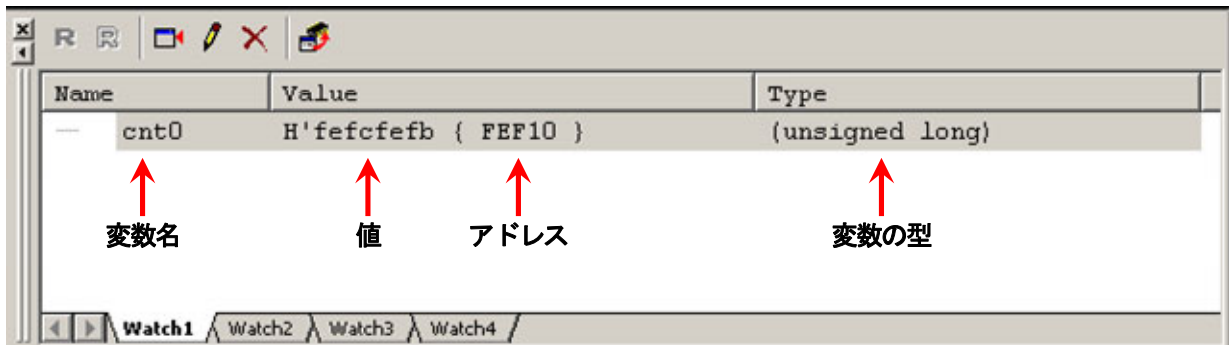 R R
Name Value Type
cnt0 H'fefcfefb { FEF10 } (unsigned long)
変数名 値 アドレス 変数の型
Watch1 Watch2 Watch3 Watch4